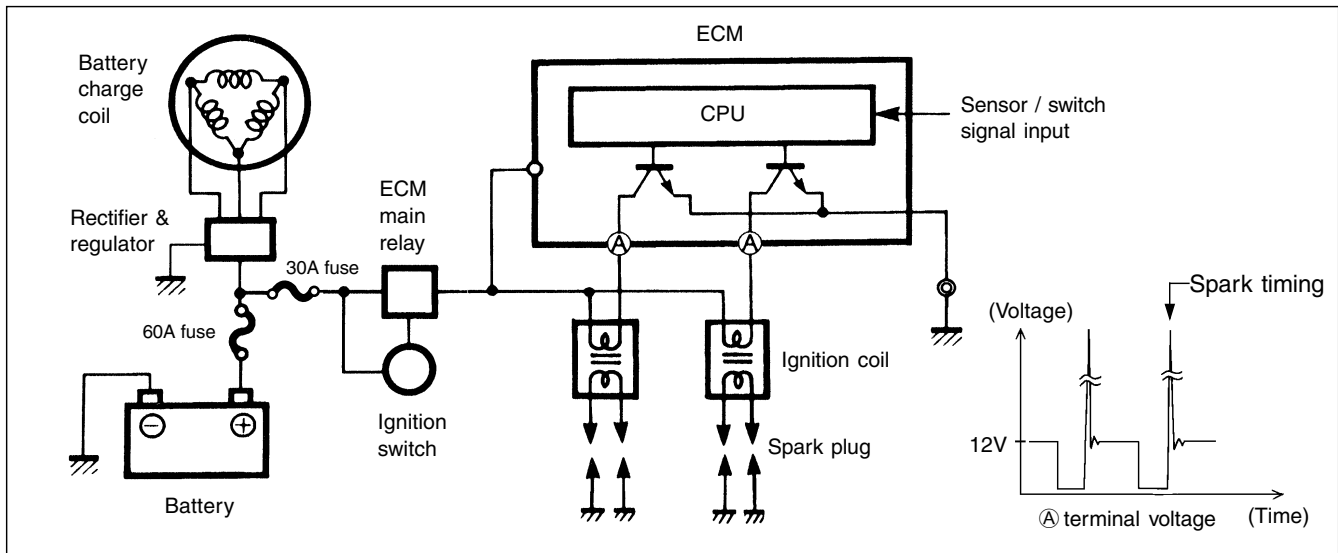 ECM
Battery
charge
coil
CPU
Sensor / switch
signal input
ECM
main
relay
Rectifier &
regulator
A
A
30A fuse
60A fuse
Spark timing
(Voltage)
Ignition coil
Ignition
switch
Spark plug
12V
− +
Battery
Ⓐ terminal voltage
(Time)